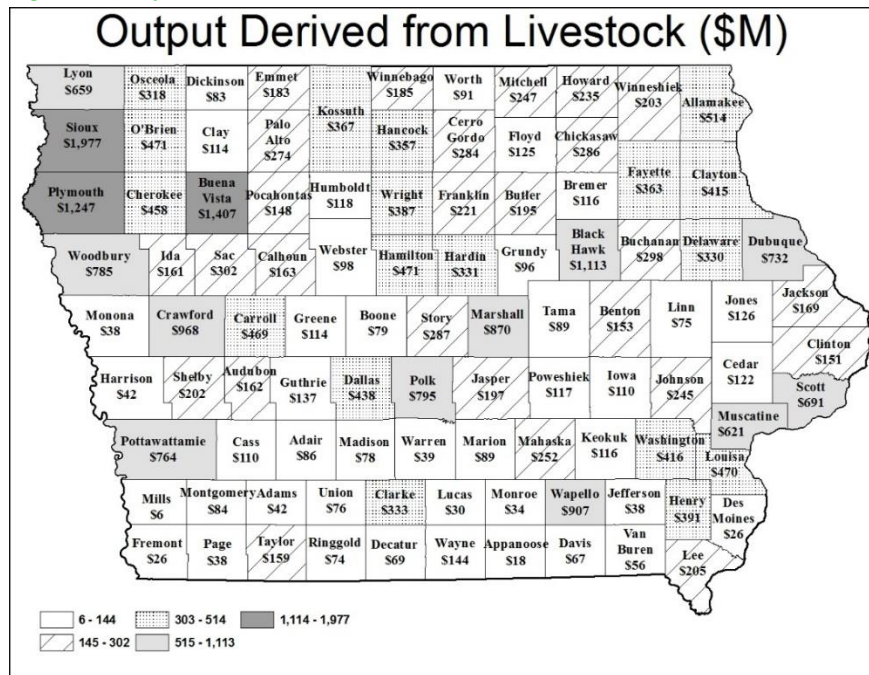 Output Derived from Livestock ($M)
Lyon
$659
Osceola
$318
Dickinson
$83
Emmet
$183
Kossuth
$367
Winnebago
$185
Worth
$91
Mitchell
$247
Howard
$235
Winneshiek
$203
Allamakee
$514
Sioux
$1,977
O'Brien
$471
Clay
$114
Palo
Alto
$274
Hancock
$357
Cerro
Gordo
$284
Floyd
$125
Chickasaw
$286
Fayette
$363
Clayton
$415
Plymouth
$1,247
Cherokee
$458
Buena
Vista
$1,407
Pocahontas
$148
Humboldt
$118
Wright
$387
Franklin
$221
Butler
$195
Bremer
$116
Woodbury
$785
Ida
$161
Sac
$302
Calhoun
$163
Webster
$98
Hamilton
$471
Hardin
$331
Grundy
$96
Black
Hawk
$1,113
Buchanan
$298
Delaware
$330
Dubuque
$732
Monona
$38
Crawford
$968
Carroll
$469
Greene
$114
Boone
$79
Story
$287
Marshall
$870
Tama
$89
Benton
$153
Linn
$75
Jones
$126
Jackson
$169
Clinton
$151
Harrison
$42
Shelby
$202
Audubon
$162
Guthrie
$137
Dallas
$438
Polk
$795
Jasper
$197
Poweshiek
$117
Iowa
$110
Johnson
$245
Cedar
$122
Scott
$691
Muscatine
$621
Pottawattamie
$764
Cass
$110
Adair
$86
Madison
$78
Warren
$39
Marion
$89
Mahaska
$252
Keokuk
$116
Washington
$416
Louisa
$470
Mills
$6
Montgomery
$84
Adams
$42
Union
$76
Clarke
$333
Lucas
$30
Monroe
$34
Wapello
$907
Jefferson
$38
Henry
$391
Des
Moines
$26
Fremont
$26
Page
$38
Taylor
$159
Ringgold
$74
Decatur
$69
Wayne
$144
Appanoose
$18
Davis
$67
Van
Buren
$56
Lee
$205
6 - 144
303 - 514
1,114 - 1,977
145 - 302
515 - 1,113